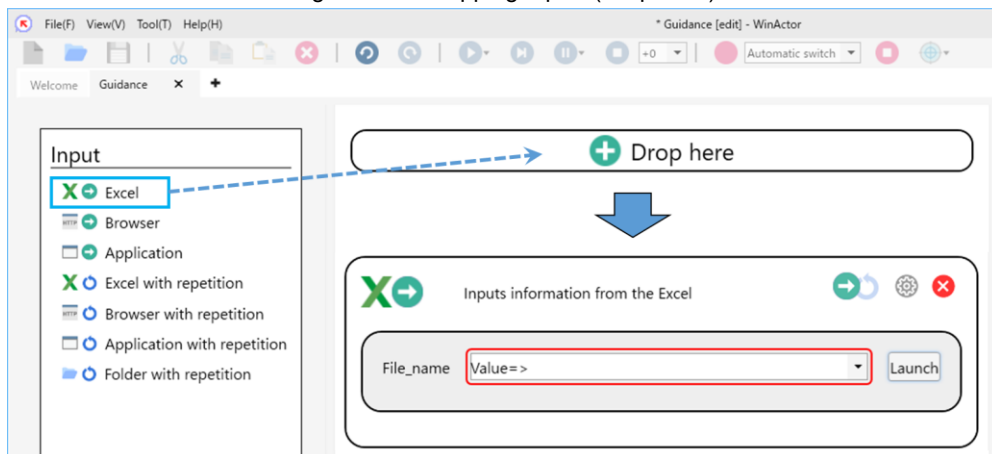 File(F) View(V) Tool(T) Help(H)
* Guidance [edit] - WinActor
+0
Automatic switch
Welcome Guidance
Input
Drop here
Excel
HTTP Browser
Application
Excel with repetition
HTTP Browser with repetition
Application with repetition
Folder with repetition
Inputs information from the Excel
File_name Value=> Launch